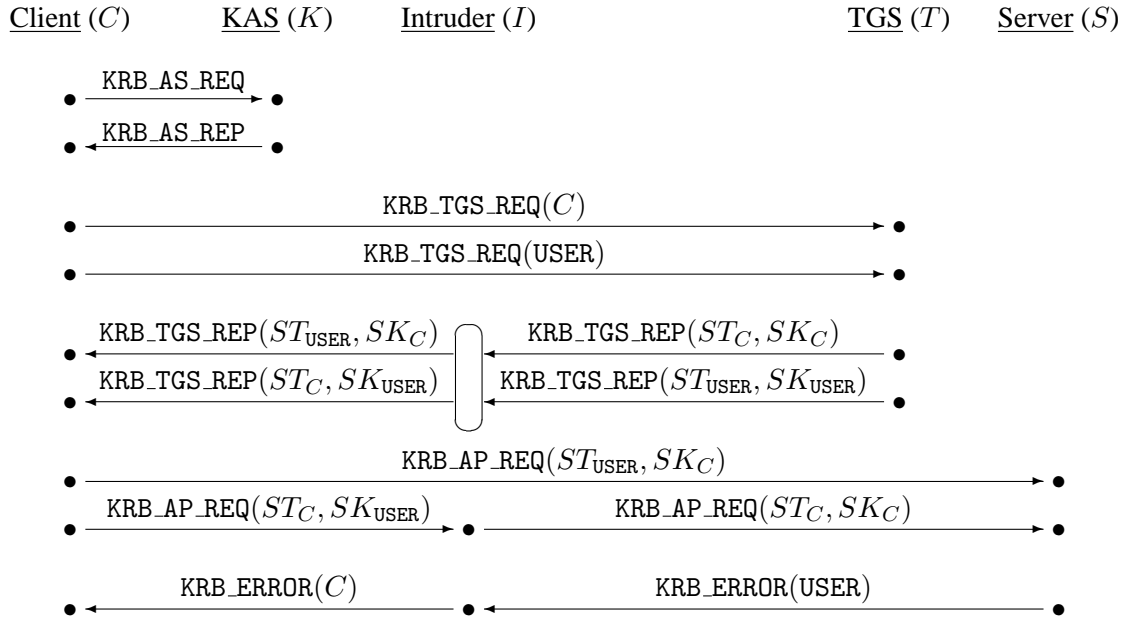 Client (C) KAS (K) Intruder (I) TGS (T) Server (S)
KRB_AS_REQ
KRB_AS_REP
KRB_TGS_REQ(C)
KRB_TGS_REQ(USER)
KRB_TGS_REP(ST_USER, SK_C) KRB_TGS_REP(ST_C, SK_C)
KRB_TGS_REP(ST_C, SK_USER) KRB_TGS_REP(ST_USER, SK_USER)
KRB_AP_REQ(ST_USER, SK_C)
KRB_AP_REQ(ST_C, SK_USER) KRB_AP_REQ(ST_C, SK_C)
KRB_ERROR(C) KRB_ERROR(USER)